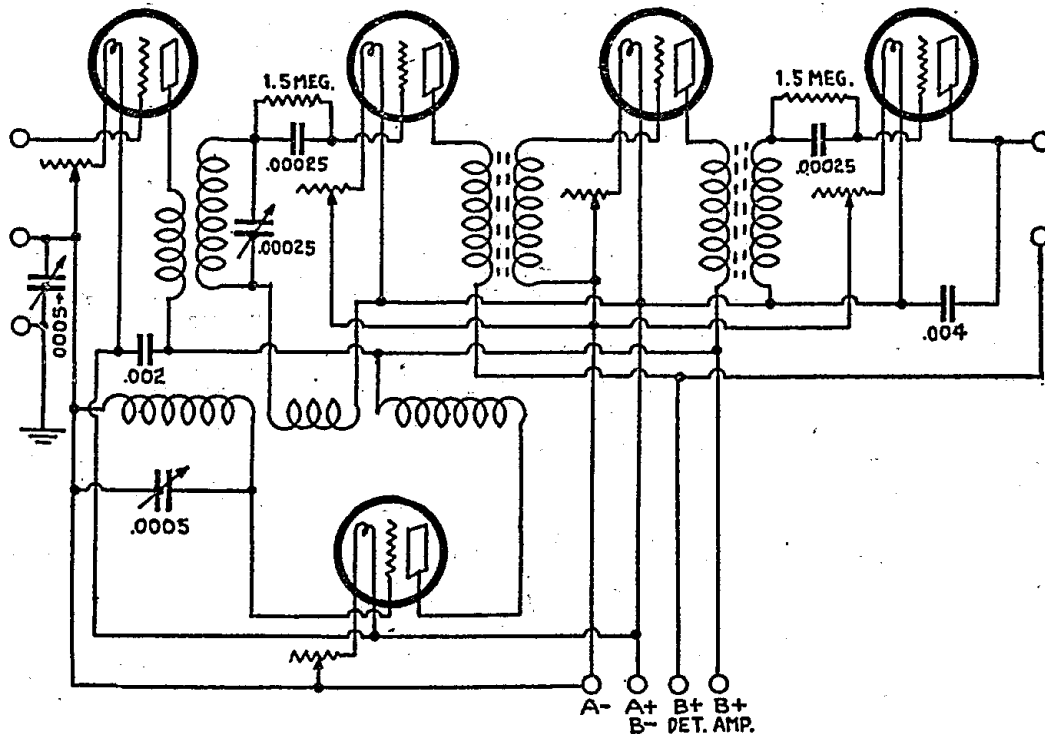 1.5 MEG.
1.5 MEG.
.00025
.00025
.00025
.0005+
.004
.002
.0005
A- A+ B+ B+
B- DET. AMP.